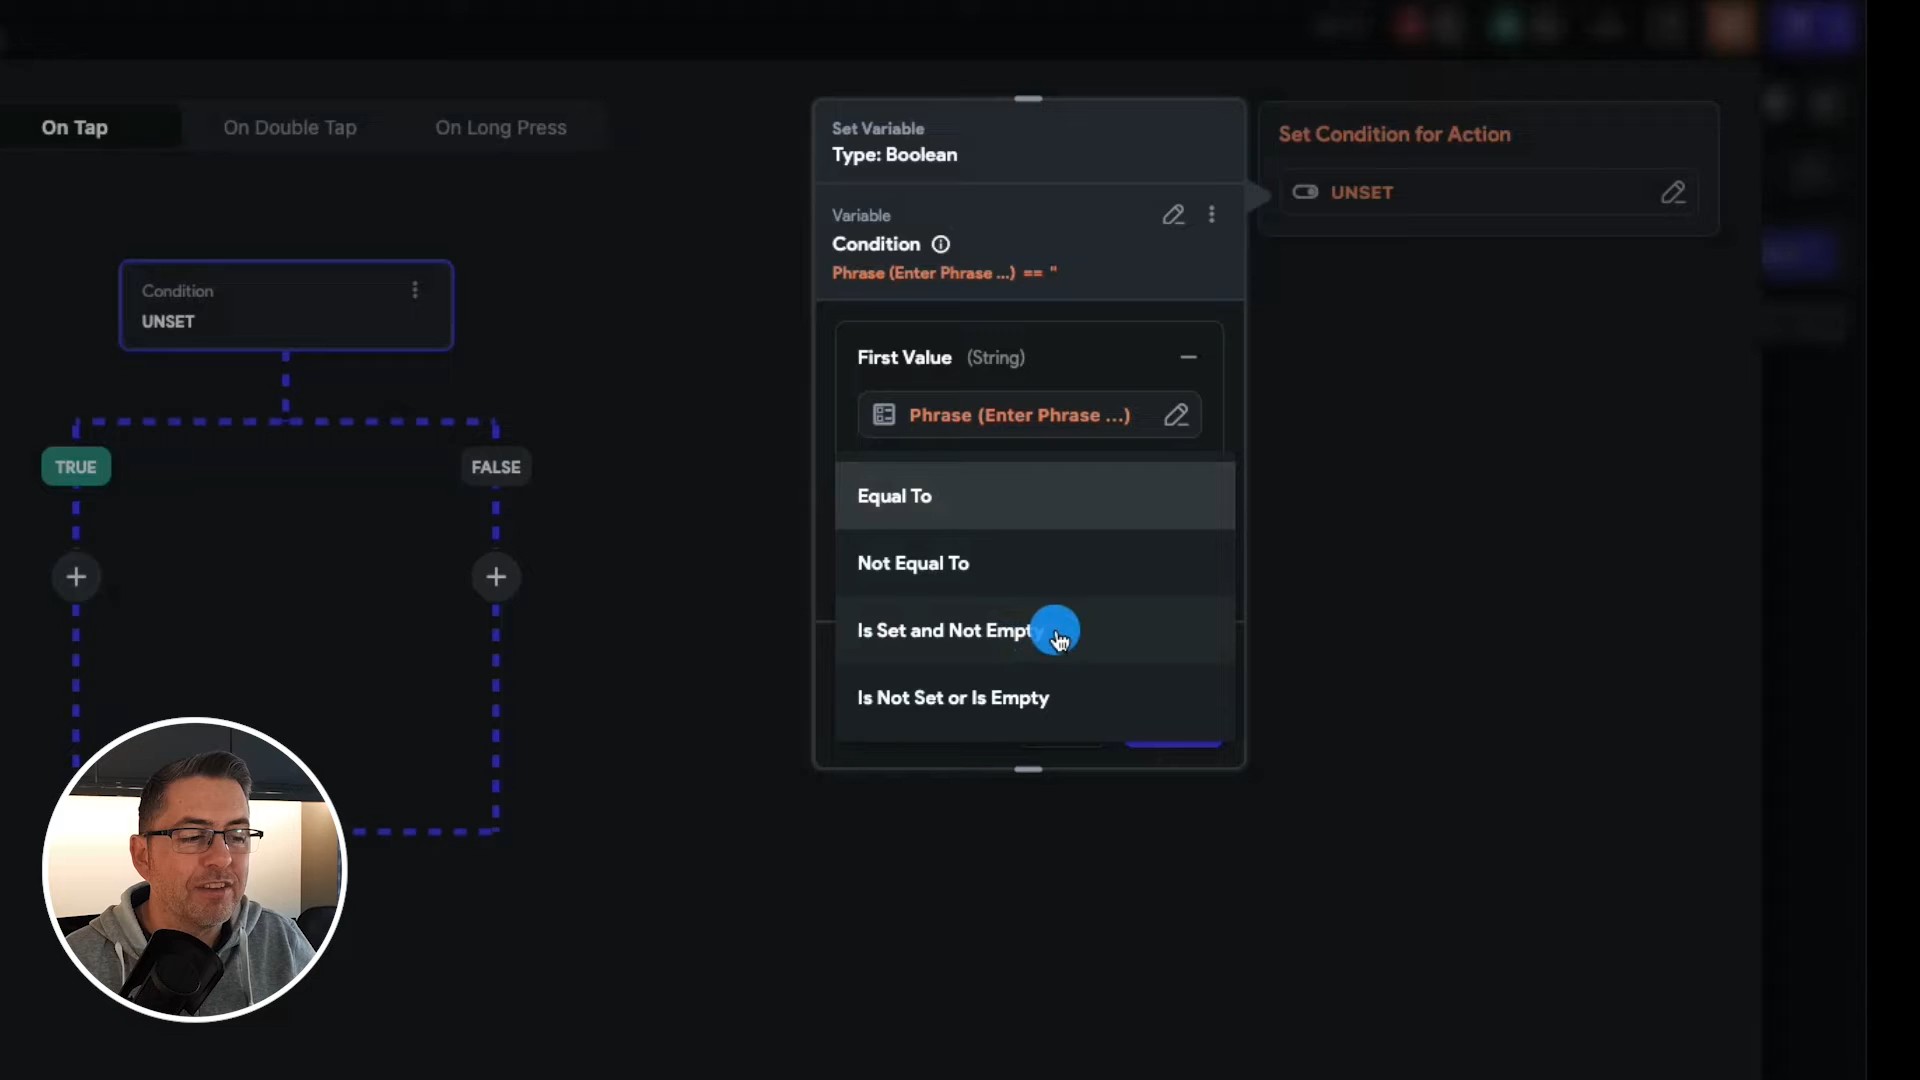 On Tap
On Double Tap
On Long Press
Condition
UNSET
TRUE
FALSE
Set Variable
Type: Boolean
Variable
Condition
Phrase (Enter Phrase ...) == "
First Value (String)
Phrase (Enter Phrase ...)
Equal To
Not Equal To
Is Set and Not Empty
Is Not Set or Is Empty
Set Condition for Action
UNSET